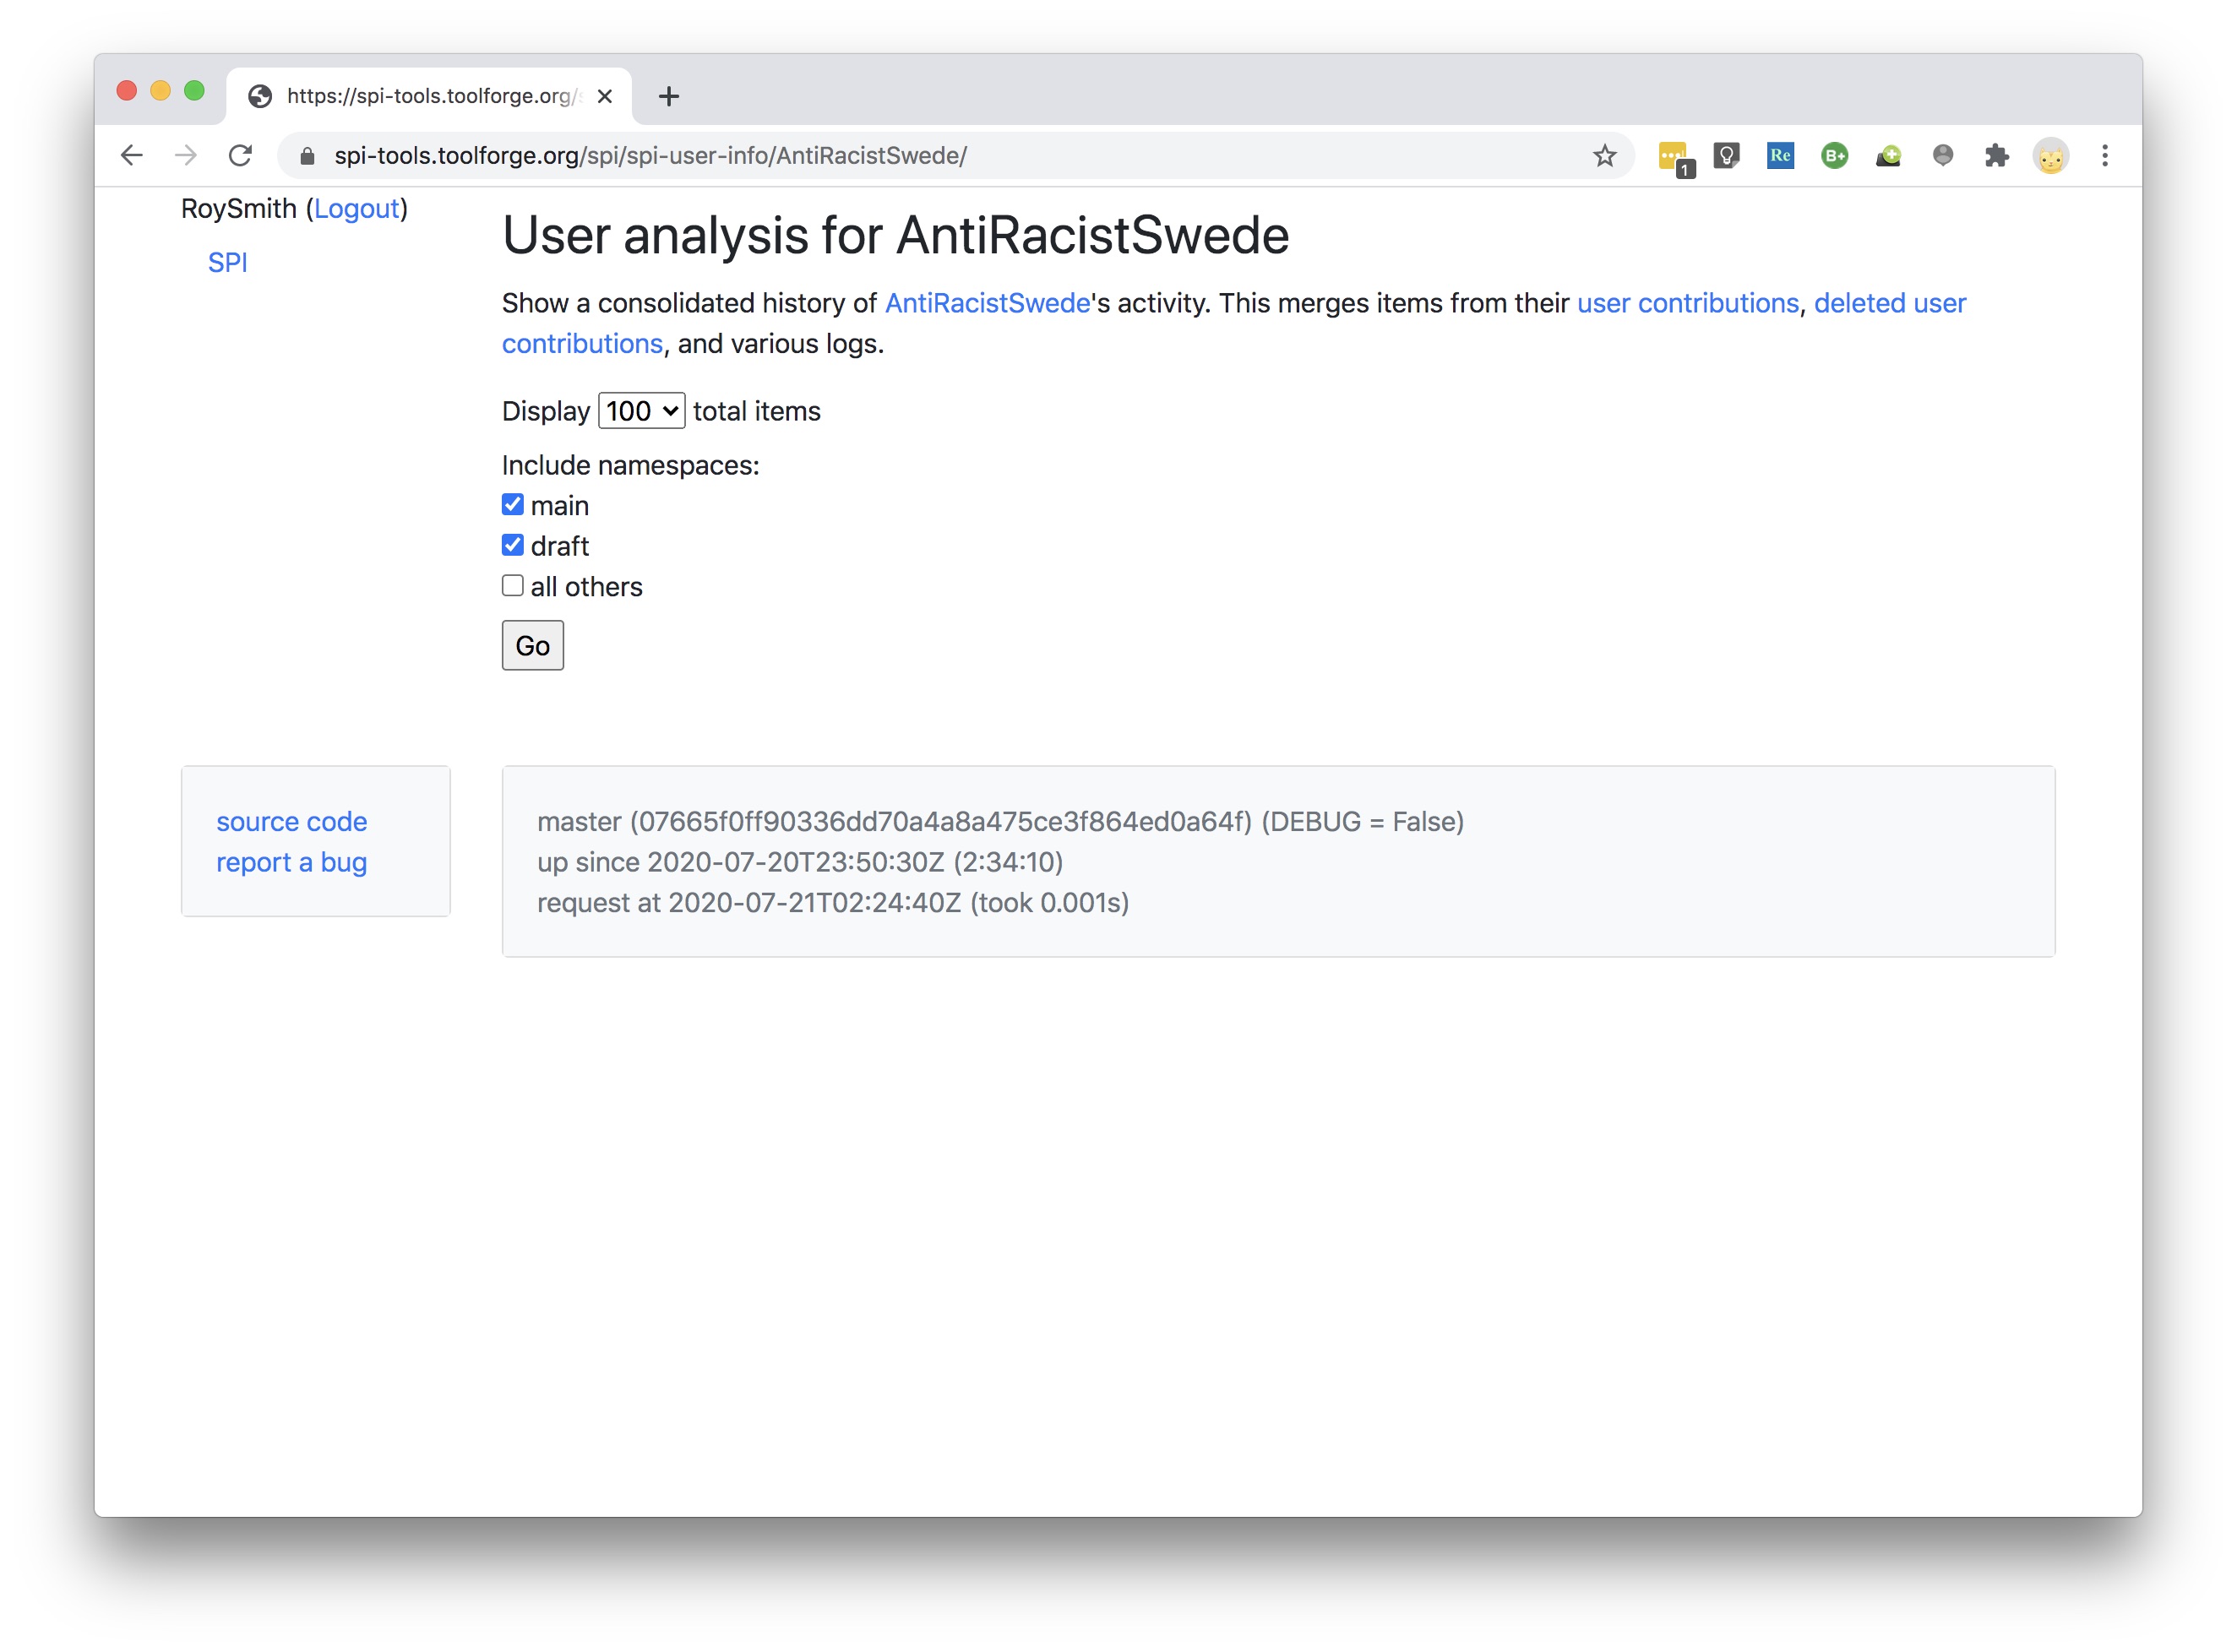 https://spi-tools.toolforge.org/
spi-tools.toolforge.org/spi/spi-user-info/AntiRacistSwede/
1
Re
B+
RoySmith (Logout)
SPI
User analysis for AntiRacistSwede
Show a consolidated history of AntiRacistSwede's activity. This merges items from their user contributions, deleted user
contributions, and various logs.
Display 100 total items
Include namespaces:
main
draft
all others
Go
source code
report a bug
master (07665f0ff90336dd70a4a8a475ce3f864ed0a64f) (DEBUG = False)
up since 2020-07-20T23:50:30Z (2:34:10)
request at 2020-07-21T02:24:40Z (took 0.001s)